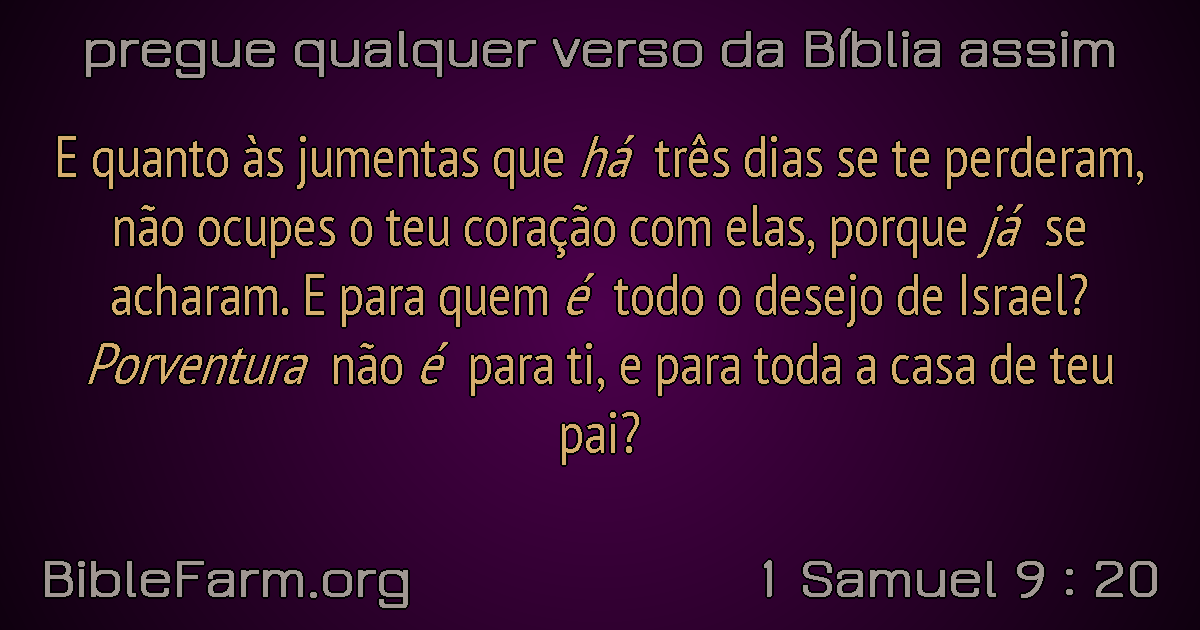 pregue qualquer verso da Bíblia assim
E quanto às jumentas que há três dias se te perderam,
não ocupes o teu coração com elas, porque já se
acharam. E para quem é todo o desejo de Israel?
Porventura não é para ti, e para toda a casa de teu
pai?
BibleFarm.org
1 Samuel 9 : 20